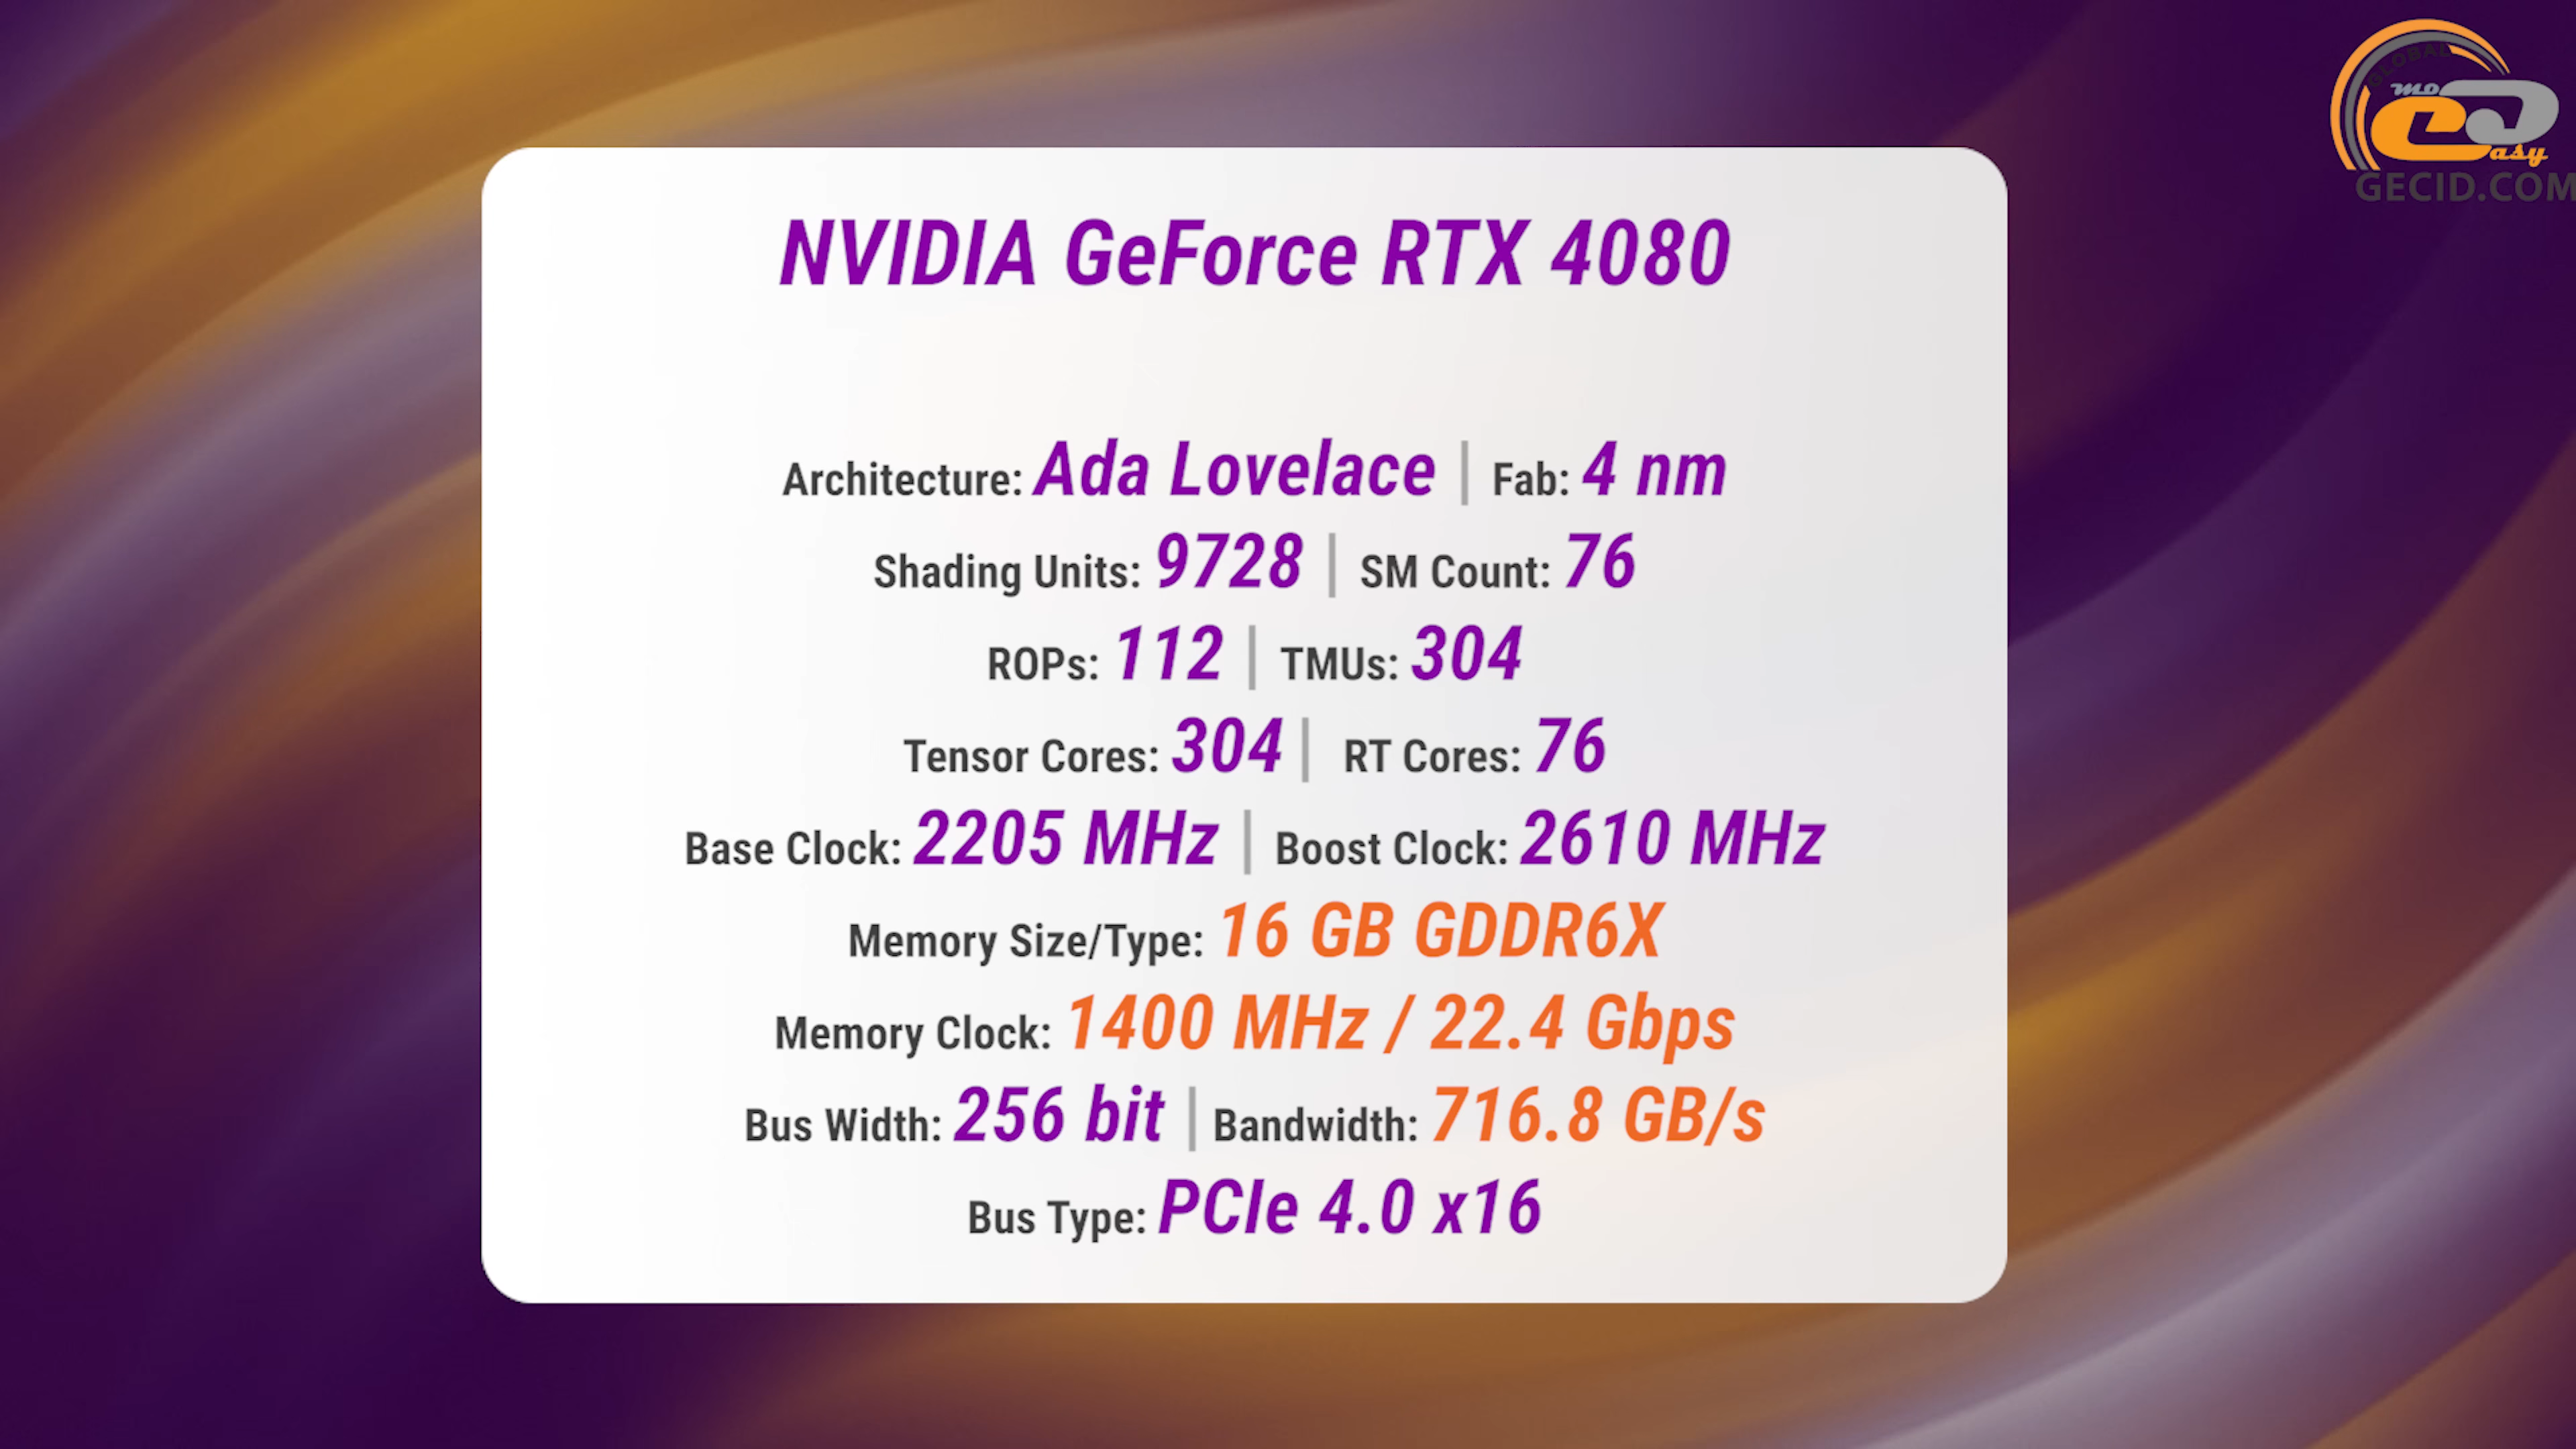 GLOBAL
mo
easy
GECID.COM
NVIDIA GeForce RTX 4080
Architecture: Ada Lovelace | Fab: 4 nm
Shading Units: 9728 | SM Count: 76
ROPs: 112 | TMUs: 304
Tensor Cores: 304 | RT Cores: 76
Base Clock: 2205 MHz | Boost Clock: 2610 MHz
Memory Size/Type: 16 GB GDDR6X
Memory Clock: 1400 MHz / 22.4 Gbps
Bus Width: 256 bit | Bandwidth: 716.8 GB/s
Bus Type: PCIe 4.0 x16